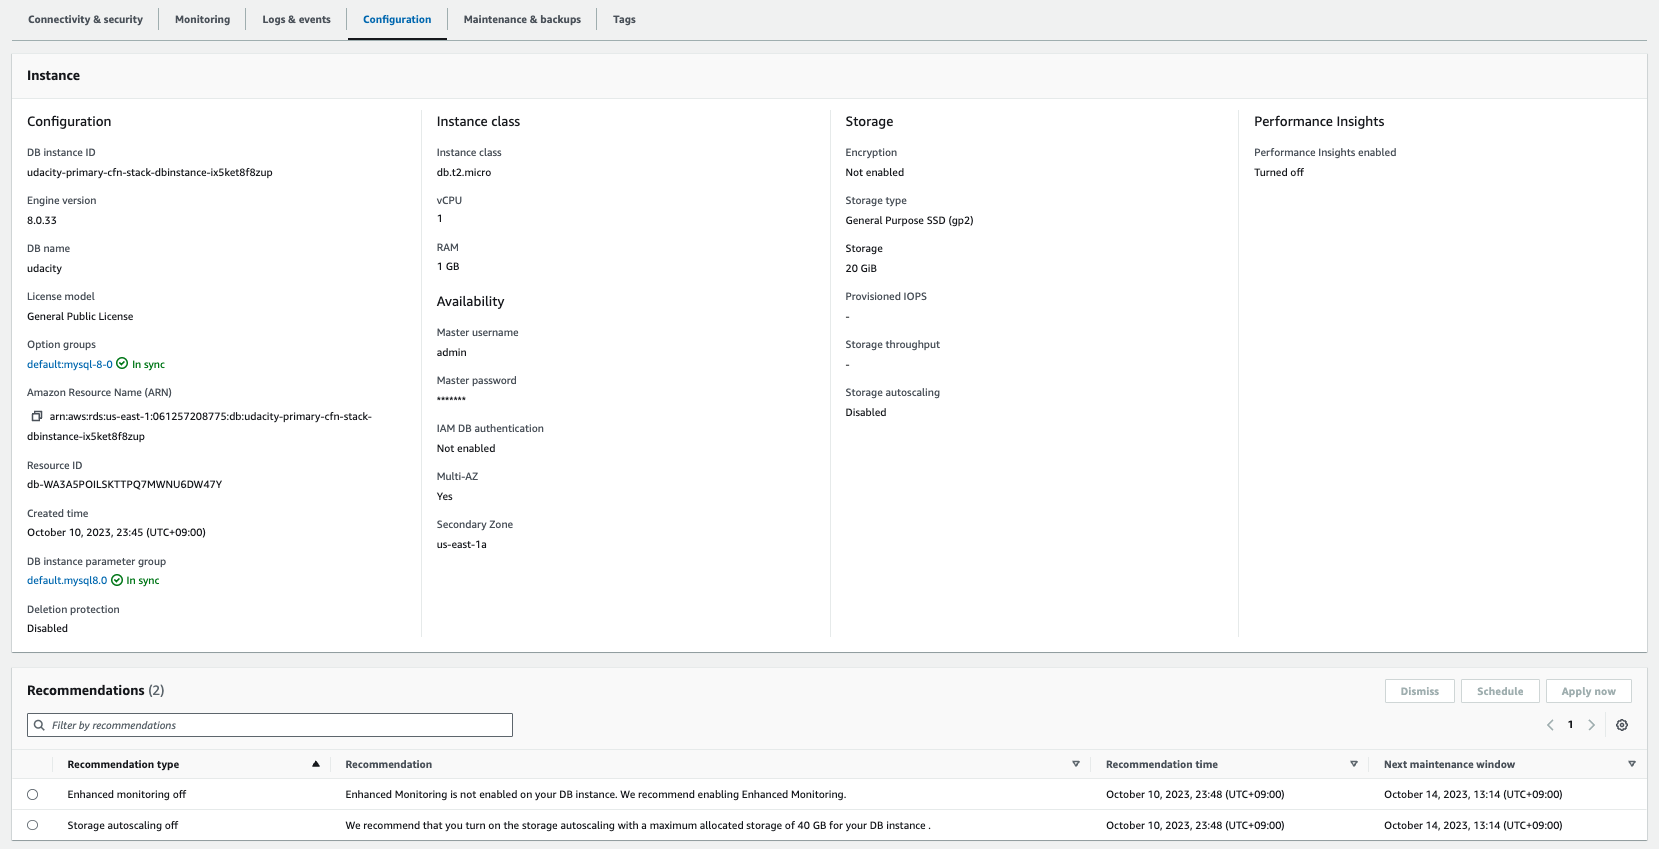 Connectivity & security
Monitoring
Logs & events
Configuration
Maintenance & backups
Tags
Instance
Configuration
DB instance ID
udacity-primary-cfn-stack-dbinstance-ix5ket8f8zup
Engine version
8.0.33
DB name
udacity
License model
General Public License
Option groups
default:mysql-8-0 In sync
Amazon Resource Name (ARN)
arn:aws:rds:us-east-1:061257208775:db:udacity-primary-cfn-stack-
dbinstance-ix5ket8f8zup
Resource ID
db-WA3A5POILSKTTPQ7MWNU6DW47Y
Created time
October 10, 2023, 23:45 (UTC+09:00)
DB instance parameter group
default.mysql8.0 In sync
Deletion protection
Disabled
Instance class
Instance class
db.t2.micro
vCPU
1
RAM
1 GB
Availability
Master username
admin
Master password
*******
IAM DB authentication
Not enabled
Multi-AZ
Yes
Secondary Zone
us-east-1a
Storage
Encryption
Not enabled
Storage type
General Purpose SSD (gp2)
Storage
20 GiB
Provisioned IOPS
-
Storage throughput
-
Storage autoscaling
Disabled
Performance Insights
Performance Insights enabled
Turned off
Recommendations (2)
Dismiss
Schedule
Apply now
Filter by recommendations
1
Recommendation type
Recommendation
Recommendation time
Next maintenance window
Enhanced monitoring off
Enhanced Monitoring is not enabled on your DB instance. We recommend enabling Enhanced Monitoring.
October 10, 2023, 23:48 (UTC+09:00)
October 14, 2023, 13:14 (UTC+09:00)
Storage autoscaling off
We recommend that you turn on the storage autoscaling with a maximum allocated storage of 40 GB for your DB instance .
October 10, 2023, 23:48 (UTC+09:00)
October 14, 2023, 13:14 (UTC+09:00)